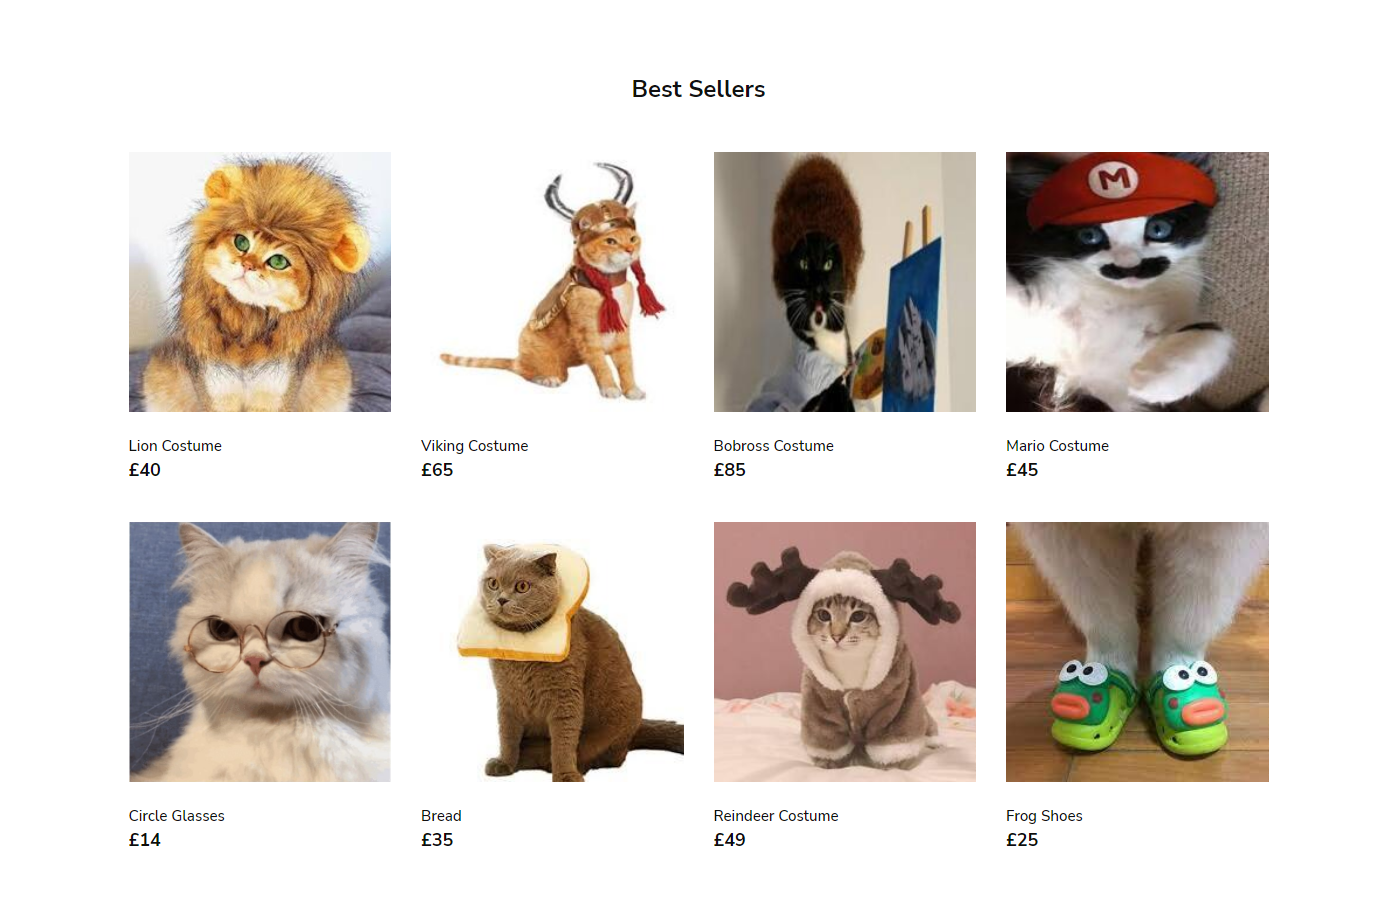 Best Sellers
M
Lion Costume
£40
Viking Costume
£65
Bobross Costume
£85
Mario Costume
£45
Circle Glasses
£14
Bread
£35
Reindeer Costume
£49
Frog Shoes
£25